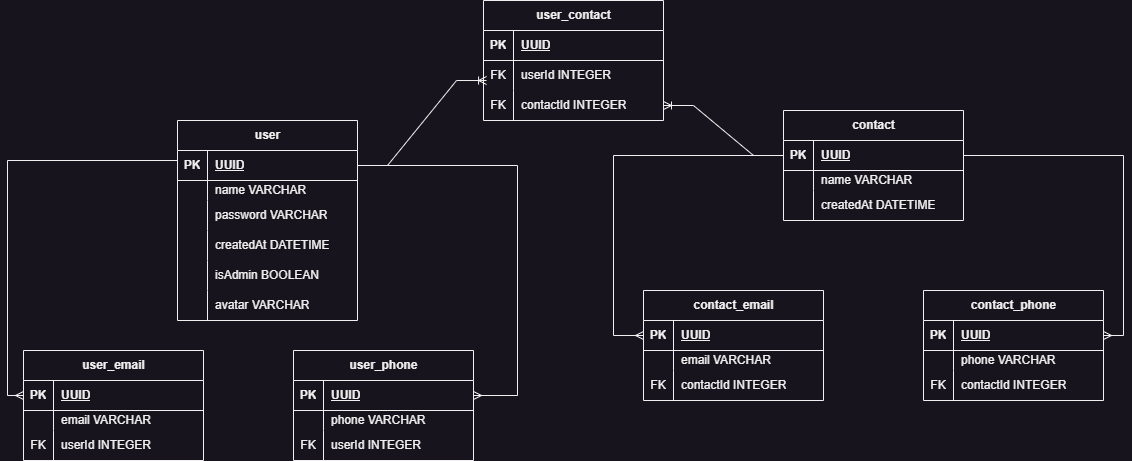 user_contact
PK UUID
FK userId INTEGER
FK contactId INTEGER
user
PK UUID
name VARCHAR
password VARCHAR
createdAt DATETIME
isAdmin BOOLEAN
avatar VARCHAR
contact
PK UUID
name VARCHAR
createdAt DATETIME
user_email
PK UUID
email VARCHAR
FK userId INTEGER
user_phone
PK UUID
phone VARCHAR
FK userId INTEGER
contact_email
PK UUID
email VARCHAR
FK contactId INTEGER
contact_phone
PK UUID
phone VARCHAR
FK contactId INTEGER